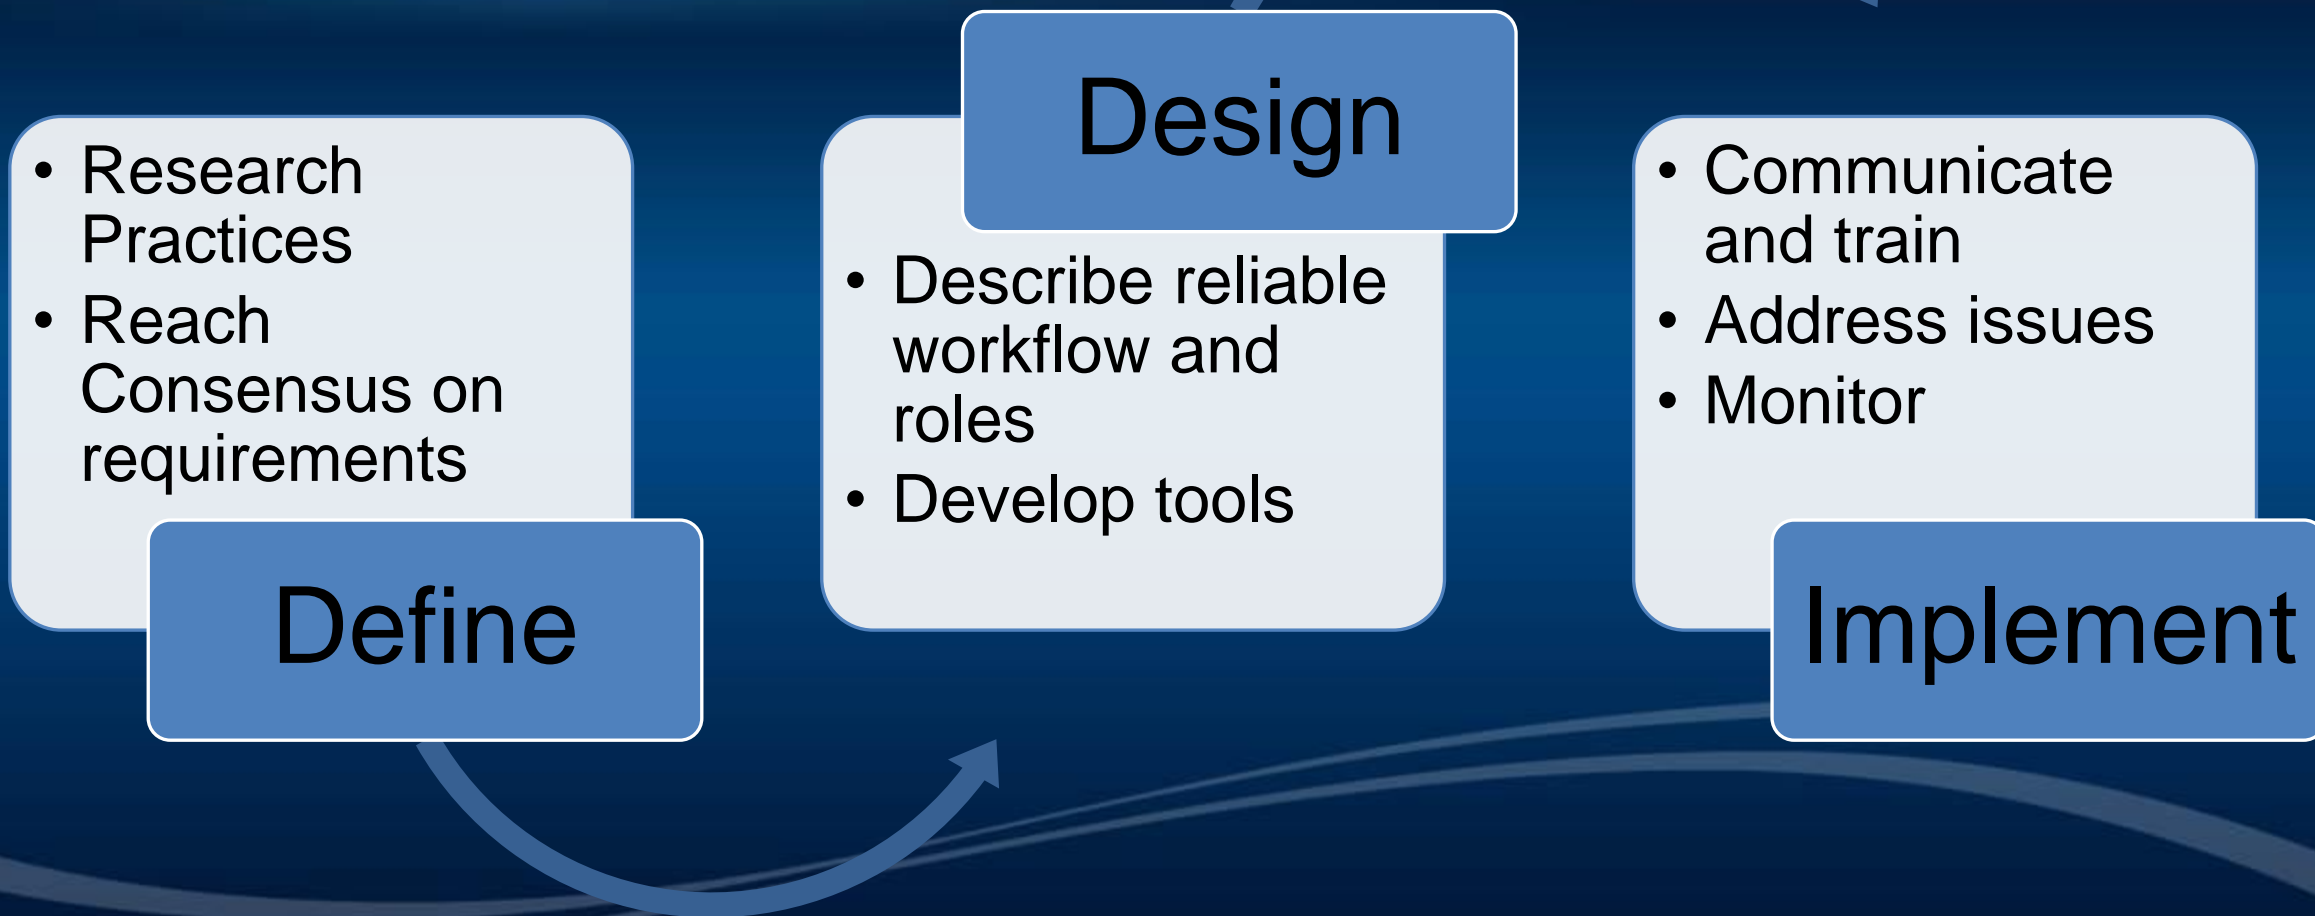 • Research
Practices
• Reach
Consensus on
requirements
Define
Design
• Describe reliable
workflow and
roles
• Develop tools
• Communicate
and train
• Address issues
• Monitor
Implement